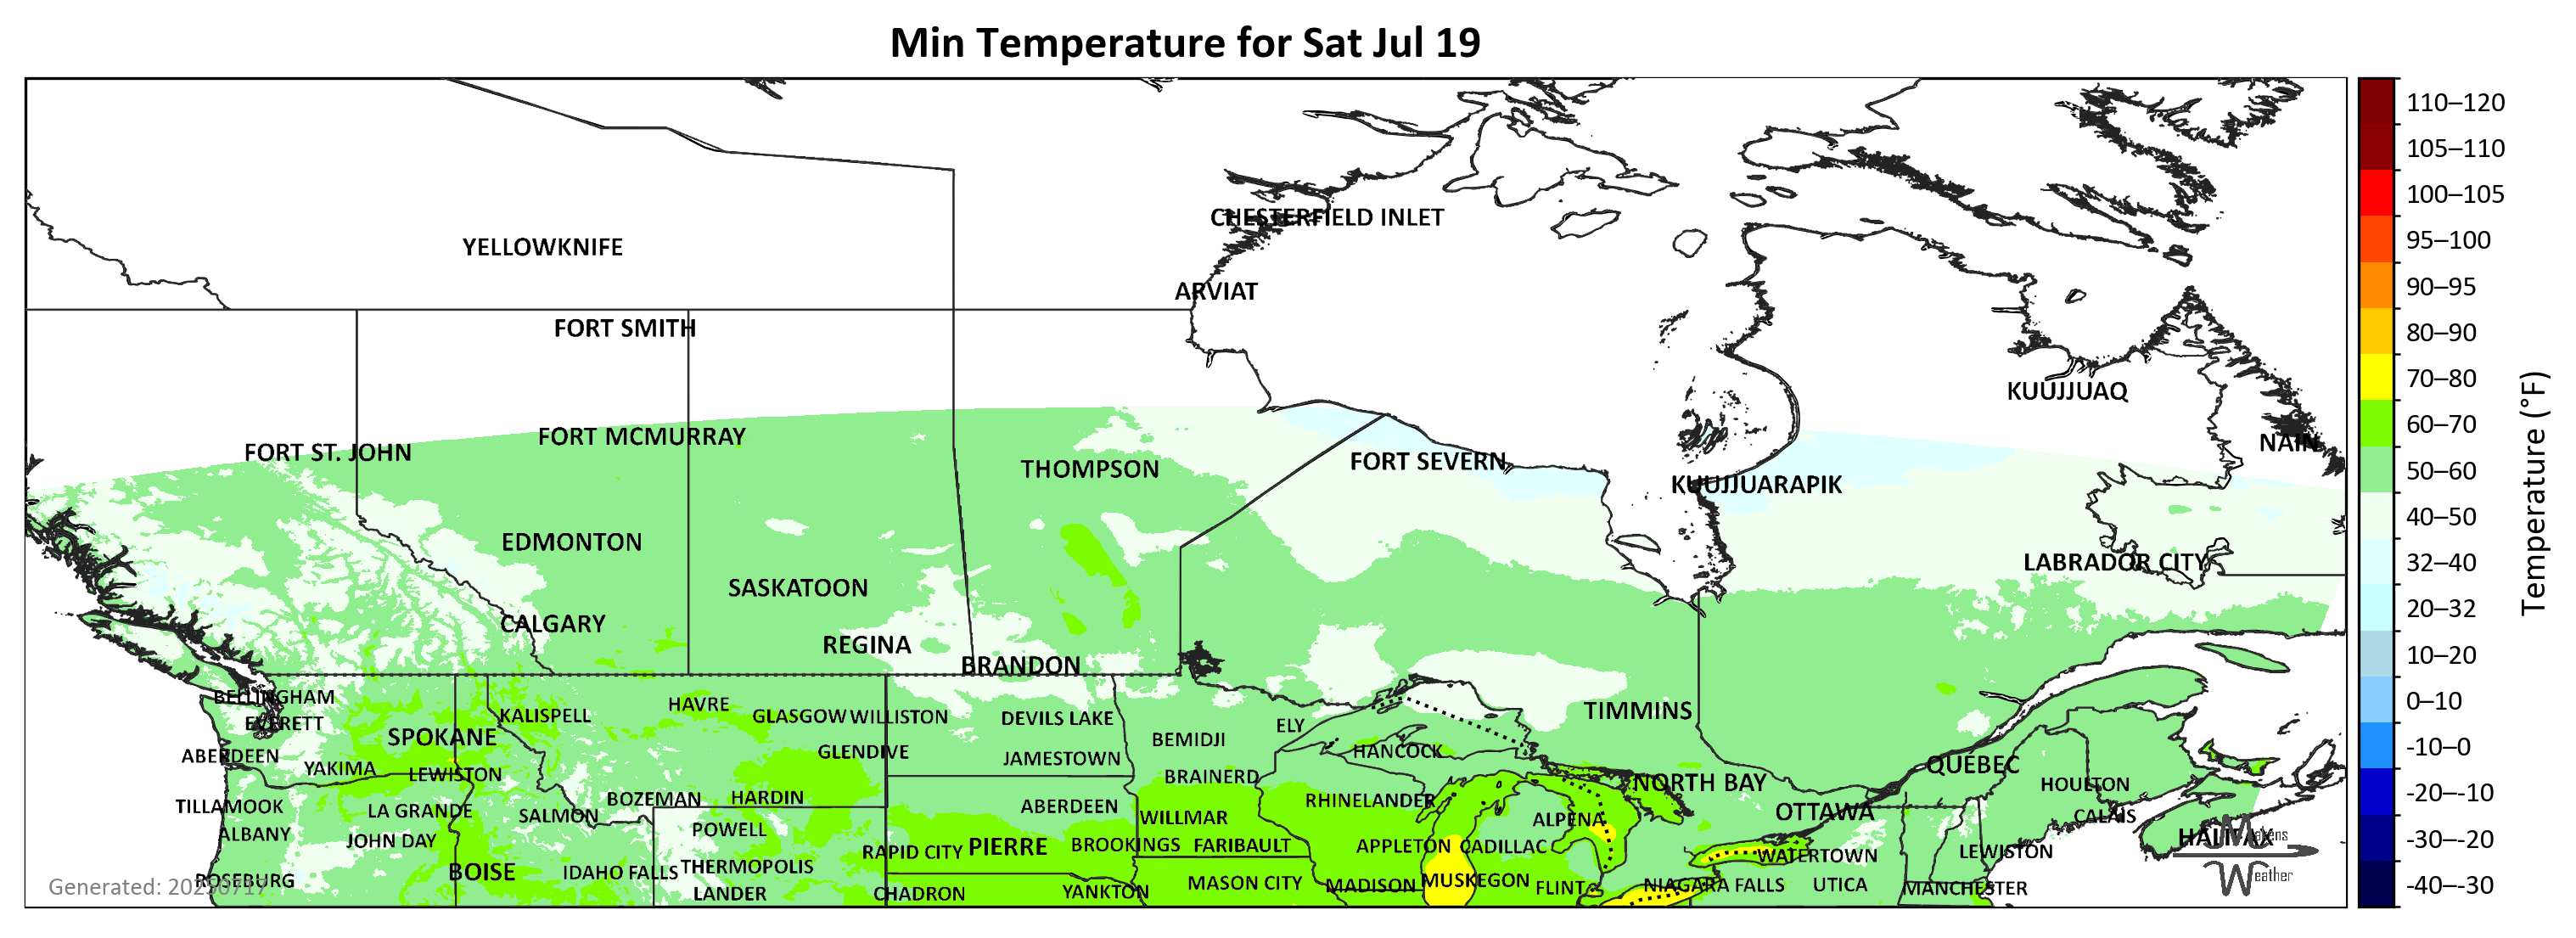 Min Temperature for Sat Jul 19
110–120
105–110
CHESTERFIELD INLET
100–105
YELLOWKNIFE
95–100
ARVIAT
90–95
FORT SMITH
80–90
KUUJJUAQ
70–80
FORT MCMURRAY
60–70
FORT ST. JOHN
NAIN
THOMPSON
FORT SEVERN
50–60
KUUJJUARAPIK
40–50
EDMONTON
LABRADOR CITY
32–40
SASKATOON
20–32
CALGARY
REGINA
BRANDON
10–20
BELLINGHAM
HAVRE
0–10
KALISPELL
GLASGOW
WILLISTON
DEVILS LAKE
TIMMINS
EVERETT
ELY
SPOKANE
BEMIDJI
-10–0
ABERDEEN
GLENDIVE
JAMESTOWN
HANCOCK
QUÉBEC
YAKIMA
LEWISTON
BRAINERD
NORTH BAY
HOULTON
-20–-10
BOZEMAN
HARDIN
RHINELANDER
TILLAMOOK
LA GRANDE
SALMON
ABERDEEN
WILLMAR
ALPENA
OTTAWA
CALAIS
ALBANY
JOHN DAY
POWELL
HALIFAX
Matens
Weather
-30–-20
RAPID CITY
PIERRE
BROOKINGS
FARIBAULT
APPLETON
CADILLAC
WATERTOWN
LEWISTON
BOISE
IDAHO FALLS
THERMOPOLIS
ROSEBURG
MASON CITY
MADISON
MUSKEGON
FLINT
NIAGARA FALLS
UTICA
MANCHESTER
-40–-30
LANDER
CHADRON
YANKTON
Generated: 20250717
Temperature (°F)